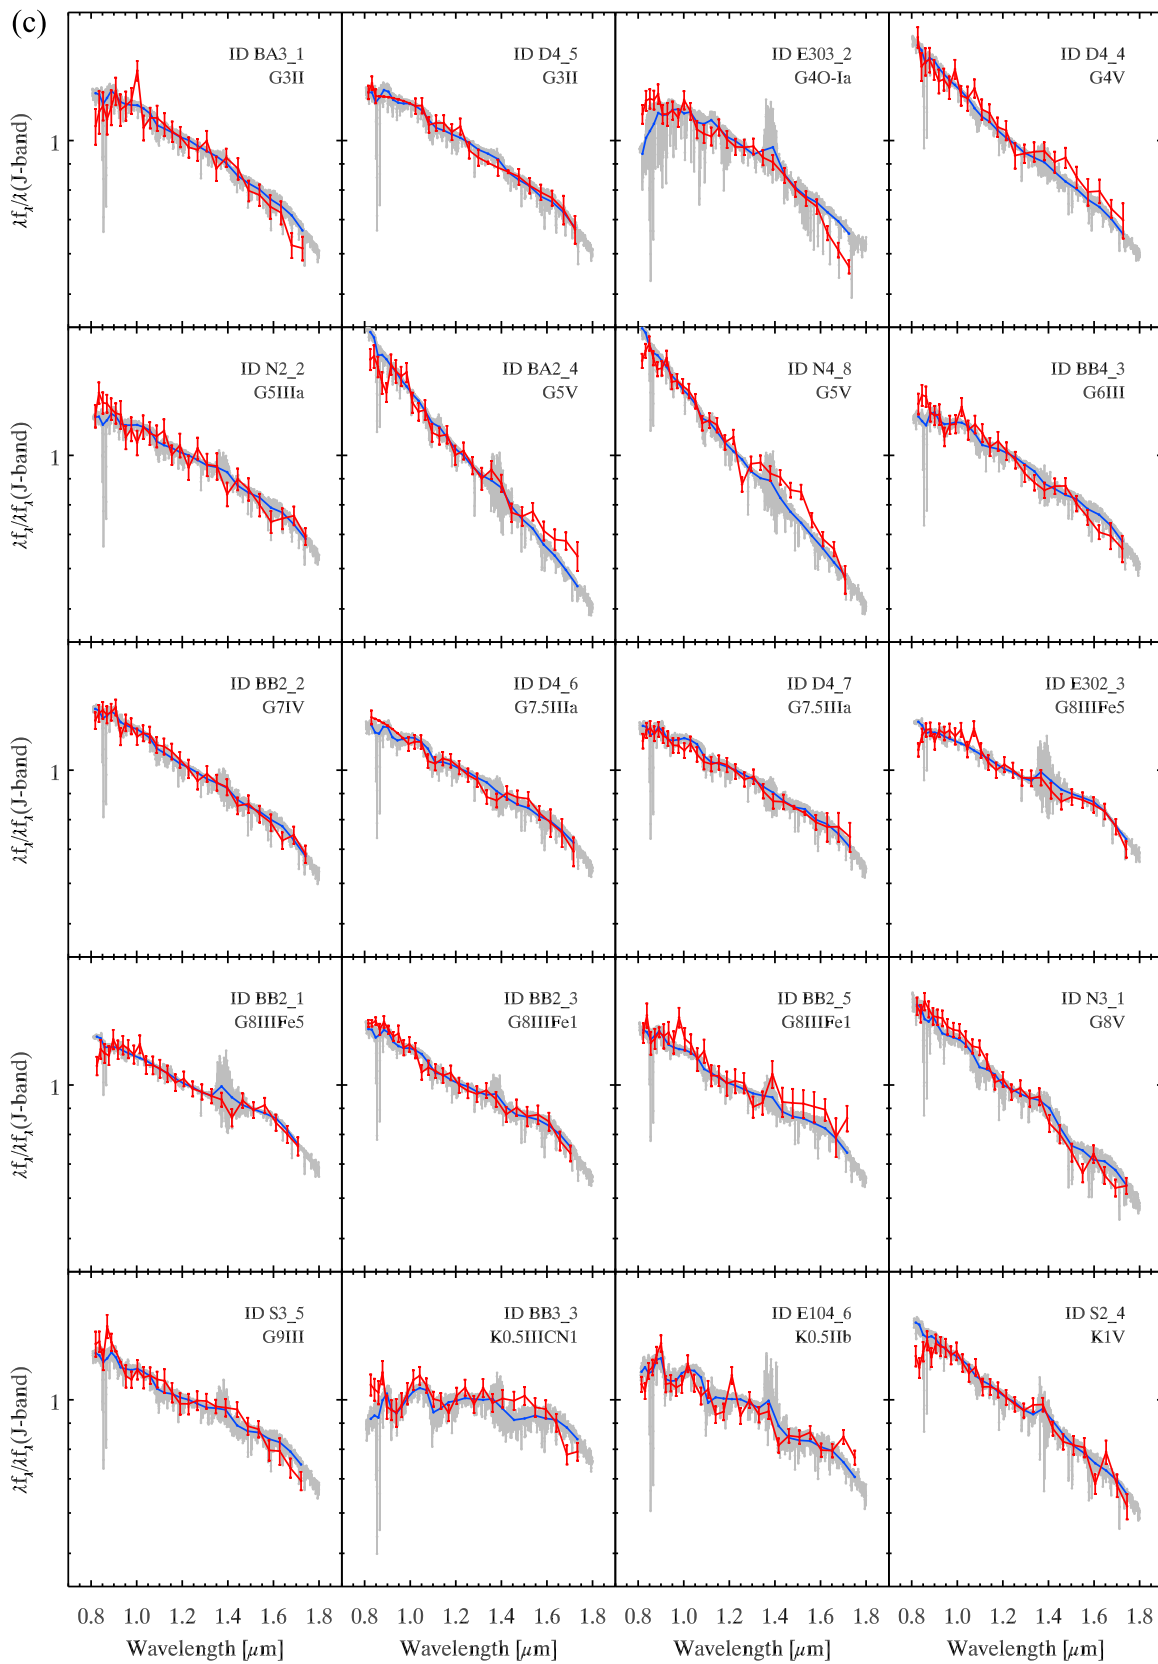 (c)
ID BA3_1
G3II
ID D4_5
G3II
ID E303_2
G4O-Ia
ID D4_4
G4V
1
λf_λ/λ(J-band)
ID N2_2
G5IIIa
ID BA2_4
G5V
ID N4_8
G5V
ID BB4_3
G6III
1
λf_λ/λf_λ(J-band)
ID BB2_2
G7IV
ID D4_6
G7.5IIIa
ID D4_7
G7.5IIIa
ID E302_3
G8IIIFe5
1
λf_λ/λf_λ(J-band)
ID BB2_1
G8IIIFe5
ID BB2_3
G8IIIFe1
ID BB2_5
G8IIIFe1
ID N3_1
G8V
1
λf_λ/λf_λ(J-band)
ID S3_5
G9III
ID BB3_3
K0.5IIICN1
ID E104_6
K0.5IIb
ID S2_4
K1V
1
λf_λ/λf_λ(J-band)
0.8 1.0 1.2 1.4 1.6 1.8
0.8 1.0 1.2 1.4 1.6 1.8
0.8 1.0 1.2 1.4 1.6 1.8
0.8 1.0 1.2 1.4 1.6 1.8
Wavelength [μm]
Wavelength [μm]
Wavelength [μm]
Wavelength [μm]